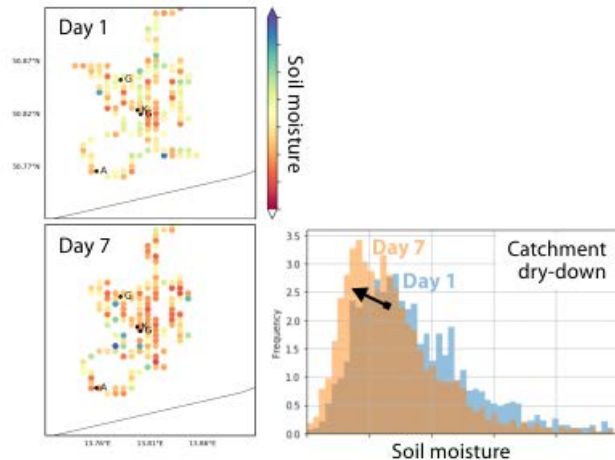 Day 1
50.87°N
G
K
G
50.82°N
50.77°N
A
Soil moisture
Day 7
G
K
G
A
13.76°E
13.81°E
13.86°E
3.5
3.0
2.5
2.0
1.5
1.0
0.5
0.0
Frequency
Day 7
Day 1
Catchment
dry-down
Soil moisture